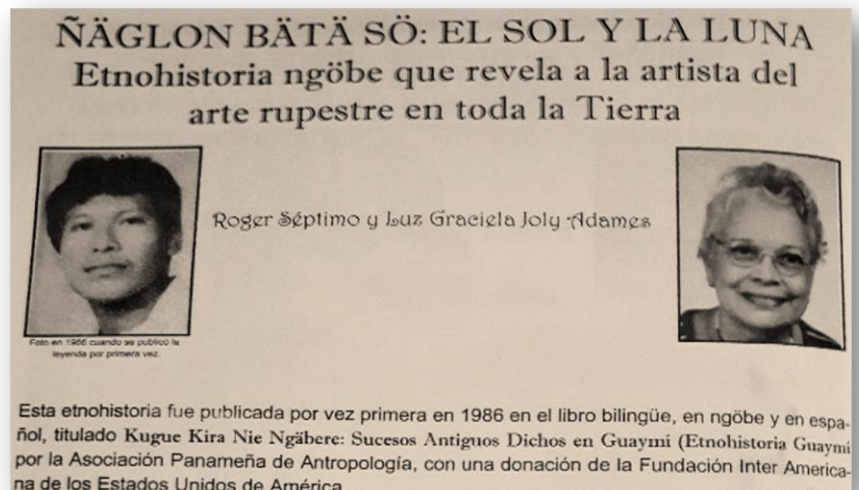 ÑÄGLON BÄTÄ SÖ: EL SOL Y LA LUNA
Etnohistoria ngöbe que revela a la artista del
arte rupestre en toda la Tierra
Roger Séptimo y Luz Graciela Joly Adames
Foto en 1986 cuando se publicó la
leyenda por primera vez.
Esta etnohistoria fue publicada por vez primera en 1986 en el libro bilingüe, en ngöbe y en espa-
ñol, titulado Kugue Kira Nie Ngäbere: Sucesos Antiguos Dichos en Guaymí (Etnohistoria Guaymí
por la Asociación Panameña de Antropología, con una donación de la Fundación Inter America-
na de los Estados Unidos de América